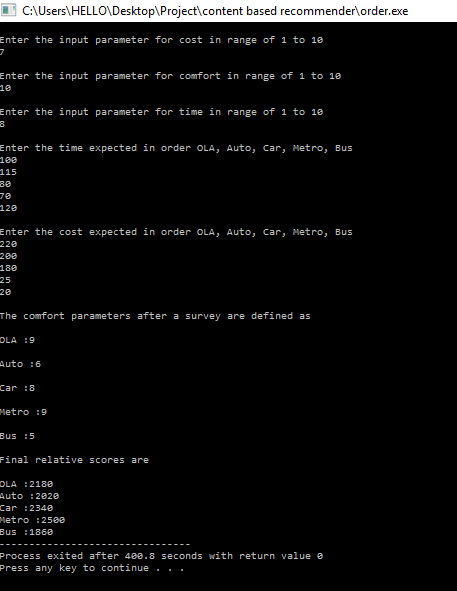 C:\Users\HELLO\Desktop\Project\content based recommender\order.exe
Enter the input parameter for cost in range of 1 to 10
7
Enter the input parameter for comfort in range of 1 to 10
10
Enter the input parameter for time in range of 1 to 10
8
Enter the time expected in order OLA, Auto, Car, Metro, Bus
100
115
80
70
120
Enter the cost expected in order OLA, Auto, Car, Metro, Bus
220
200
180
25
20
The comfort parameters after a survey are defined as
OLA :9
Auto :6
Car :8
Metro :9
Bus :5
Final relative scores are
OLA :2180
Auto :2020
Car :2340
Metro :2500
Bus :1860
--------------------------------
Process exited after 400.8 seconds with return value 0
Press any key to continue . . .